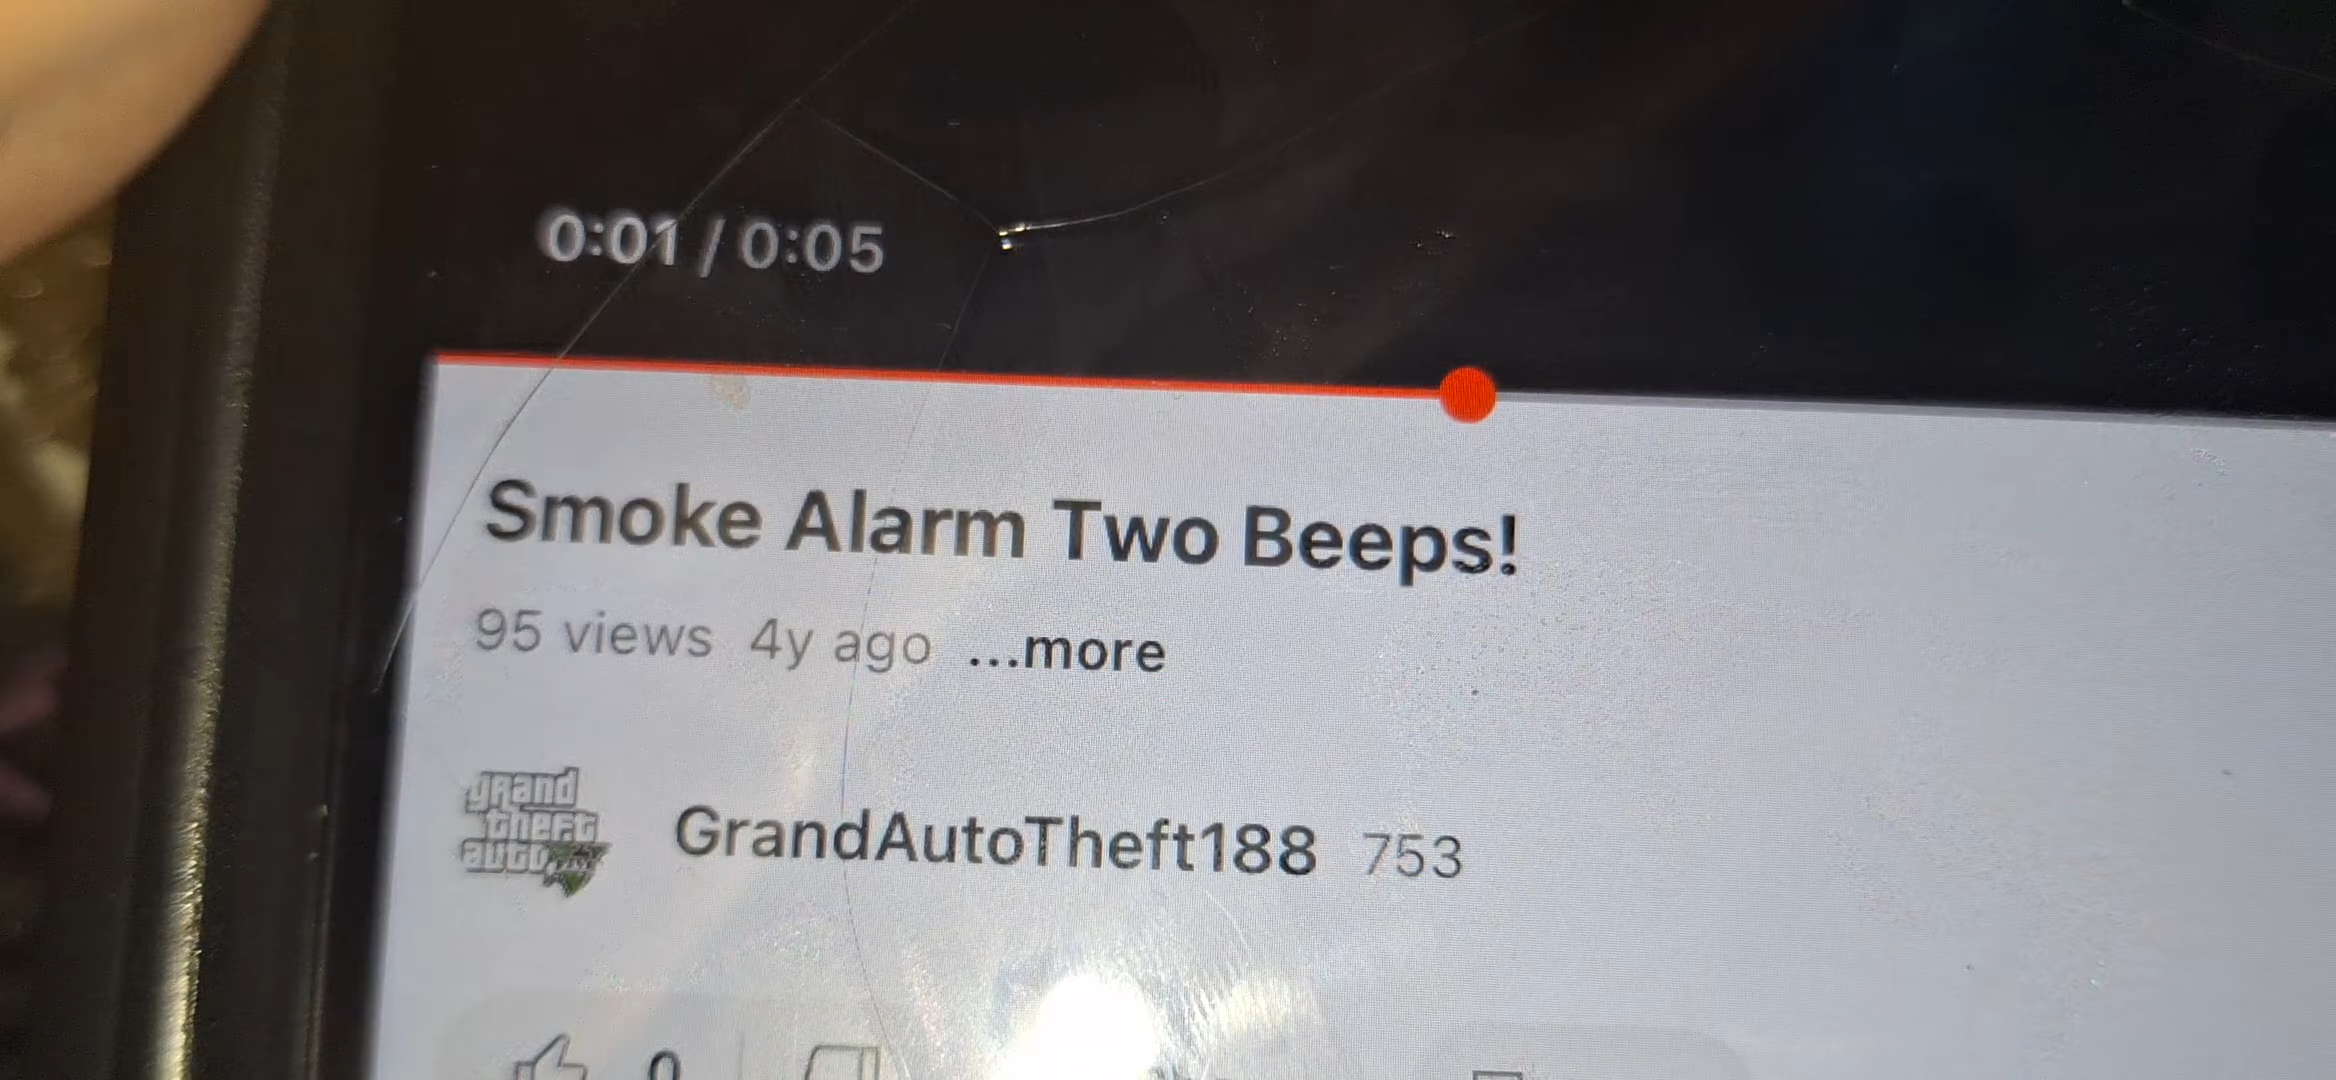 0:01 / 0:05
Smoke Alarm Two Beeps!
95 views 4y ago ...more
grand
theft
auto
GrandAutoTheft188 753
0